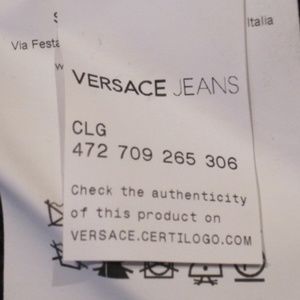 Italia
Via Festa
VERSACE JEANS
CLG
472 709 265 306
Check the authenticity
of this product on
VERSACE.CERTILOGO.COM